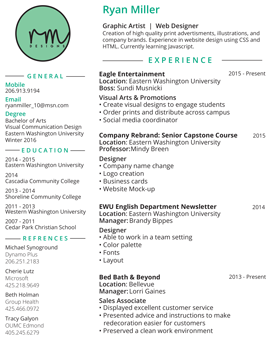 rm
DESIGNS
GENERAL
Mobile
206.913.9194
Email
ryanmiller_10@msn.com
Degree
Bachelor of Arts
Visual Communication Design
Eastern Washington University
Winter 2016
EDUCATION
2014 - 2015
Eastern Washington University
2014
Cascadia Community College
2013 - 2014
Shoreline Community College
2011 - 2013
Western Washington University
2007 - 2011
Cedar Park Christian School
REFRENCES
Michael Synoground
Dynamo Plus
206.251.2183
Cherie Lutz
Microsoft
425.218.9649
Beth Holman
Group Health
425.466.0972
Tracy Galyon
OUMC Edmond
405.245.6279
Ryan Miller
Graphic Artist | Web Designer
Creation of high quality print advertisments, illustrations, and
company brands. Experience in website design using CSS and
HTML. Currently learning Javascript.
EXPERIENCE
Eagle Entertainment 2015 - Present
Location: Eastern Washington University
Boss: Sundi Musnicki
Visual Arts & Promotions
• Create visual designs to engage students
• Order prints and distribute across campus
• Social media coordinator
Company Rebrand: Senior Capstone Course 2015
Location: Eastern Washington University
Professor:Mindy Breen
Designer
• Company name change
• Logo creation
• Business cards
• Website Mock-up
EWU English Department Newsletter 2014
Location: Eastern Washington University
Manager: Brandy Bippes
Designer
• Able to work in a team setting
• Color palette
• Fonts
• Layout
Bed Bath & Beyond 2013 - Present
Location: Bellevue
Manager: Lori Gaines
Sales Associate
• Displayed excellent customer service
• Presented advice and instructions to make
redecoration easier for customers
• Preserved a clean work environment